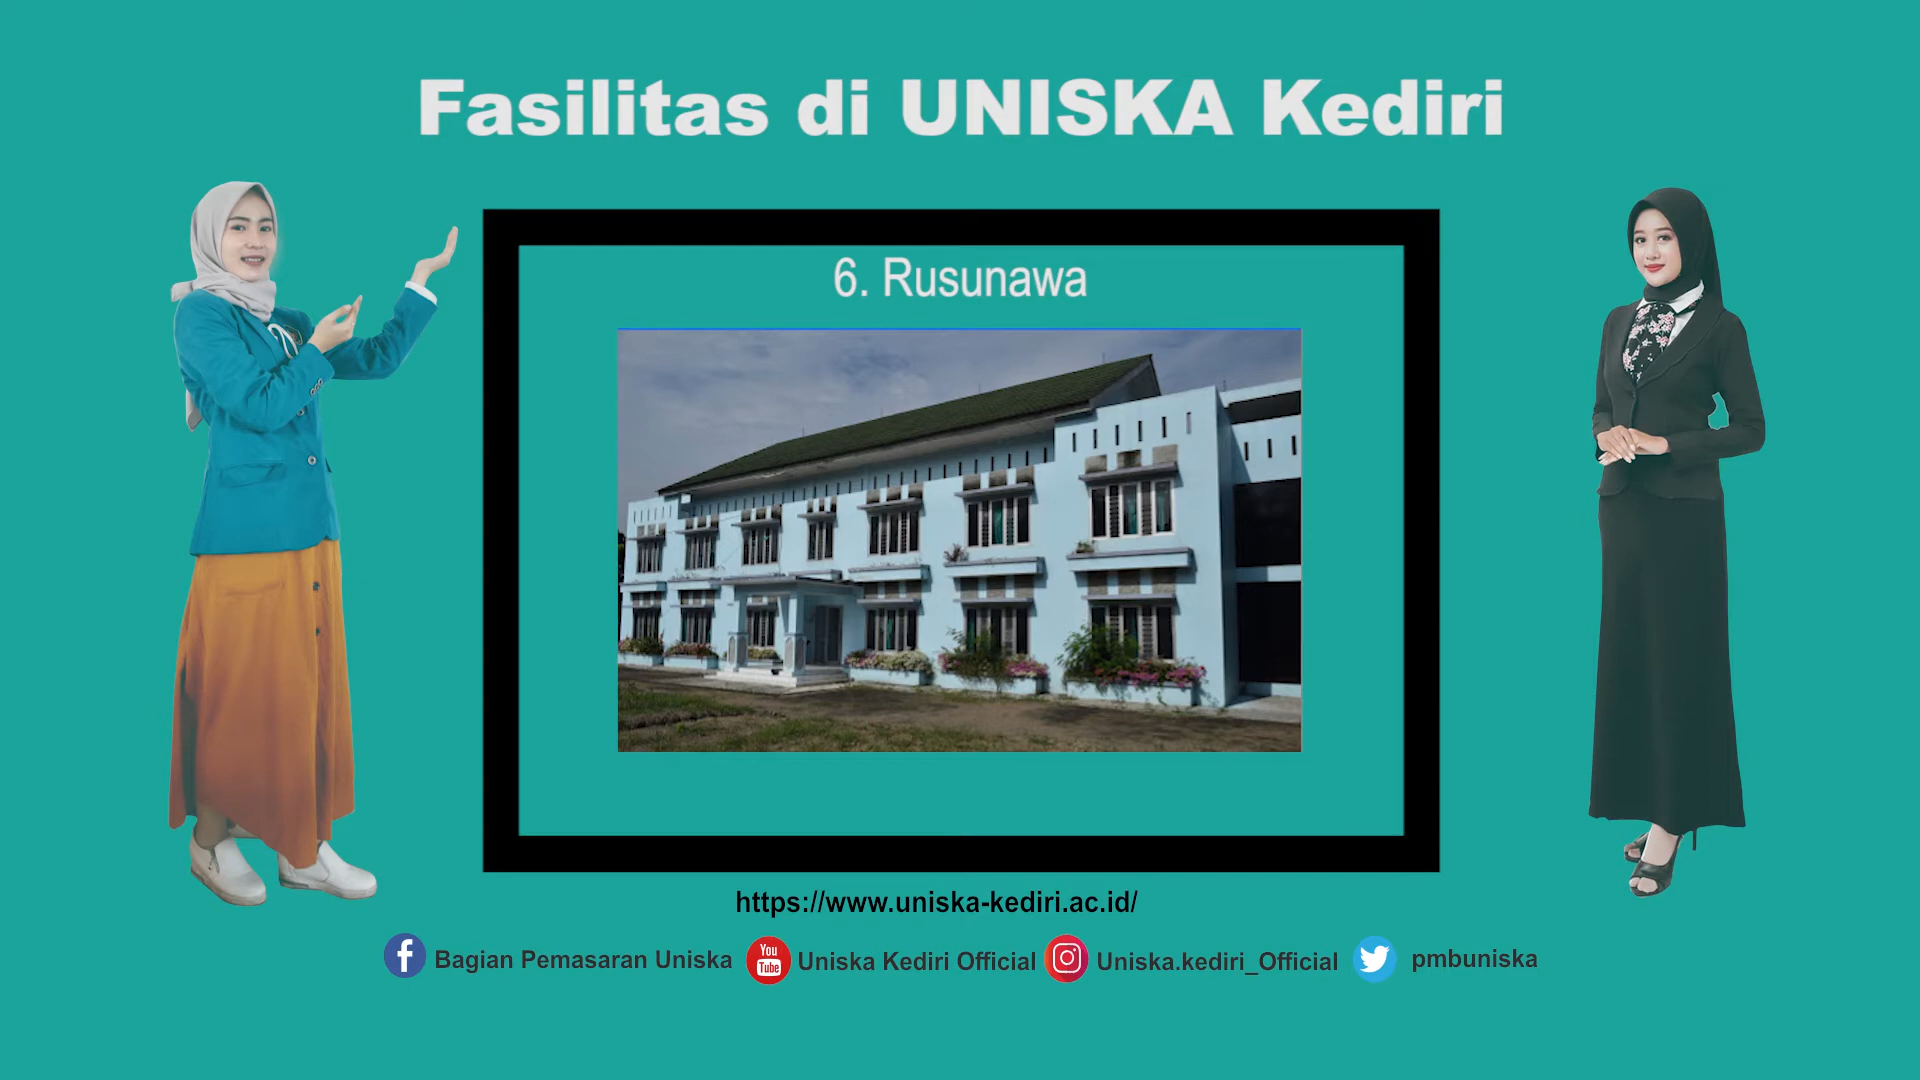 Fasilitas di UNISKA Kediri
6. Rusunawa
https://www.uniska-kediri.ac.id/
Bagian Pemasaran Uniska
You
Tube
Uniska Kediri Official
Uniska.kediri_Official
pmbuniska